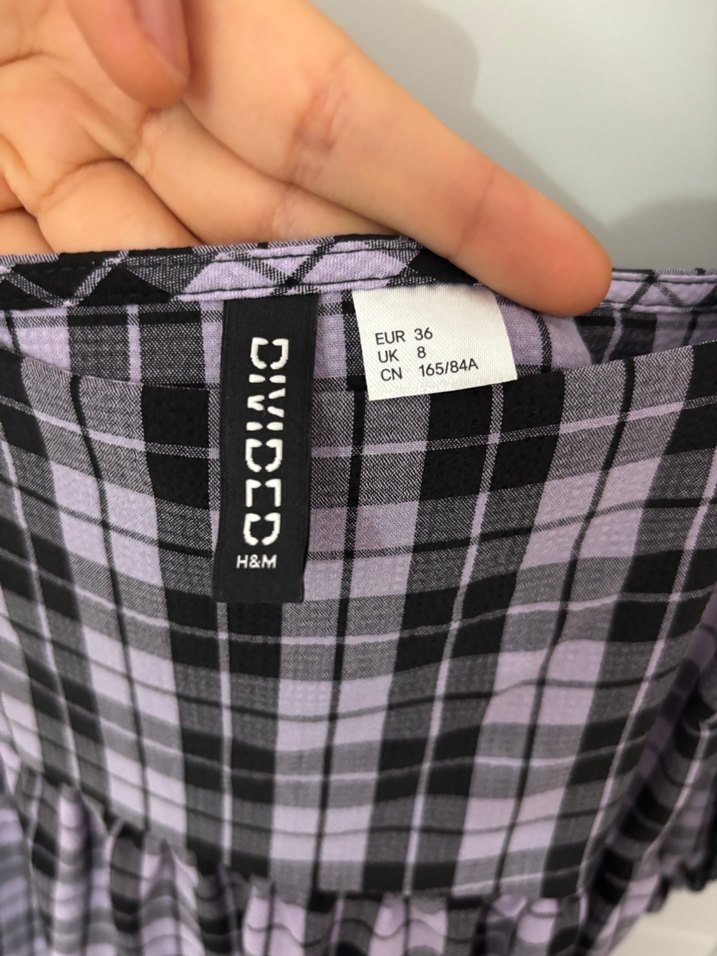 DIVIDED
H&M
EUR 36
UK 8
CN 165/84A